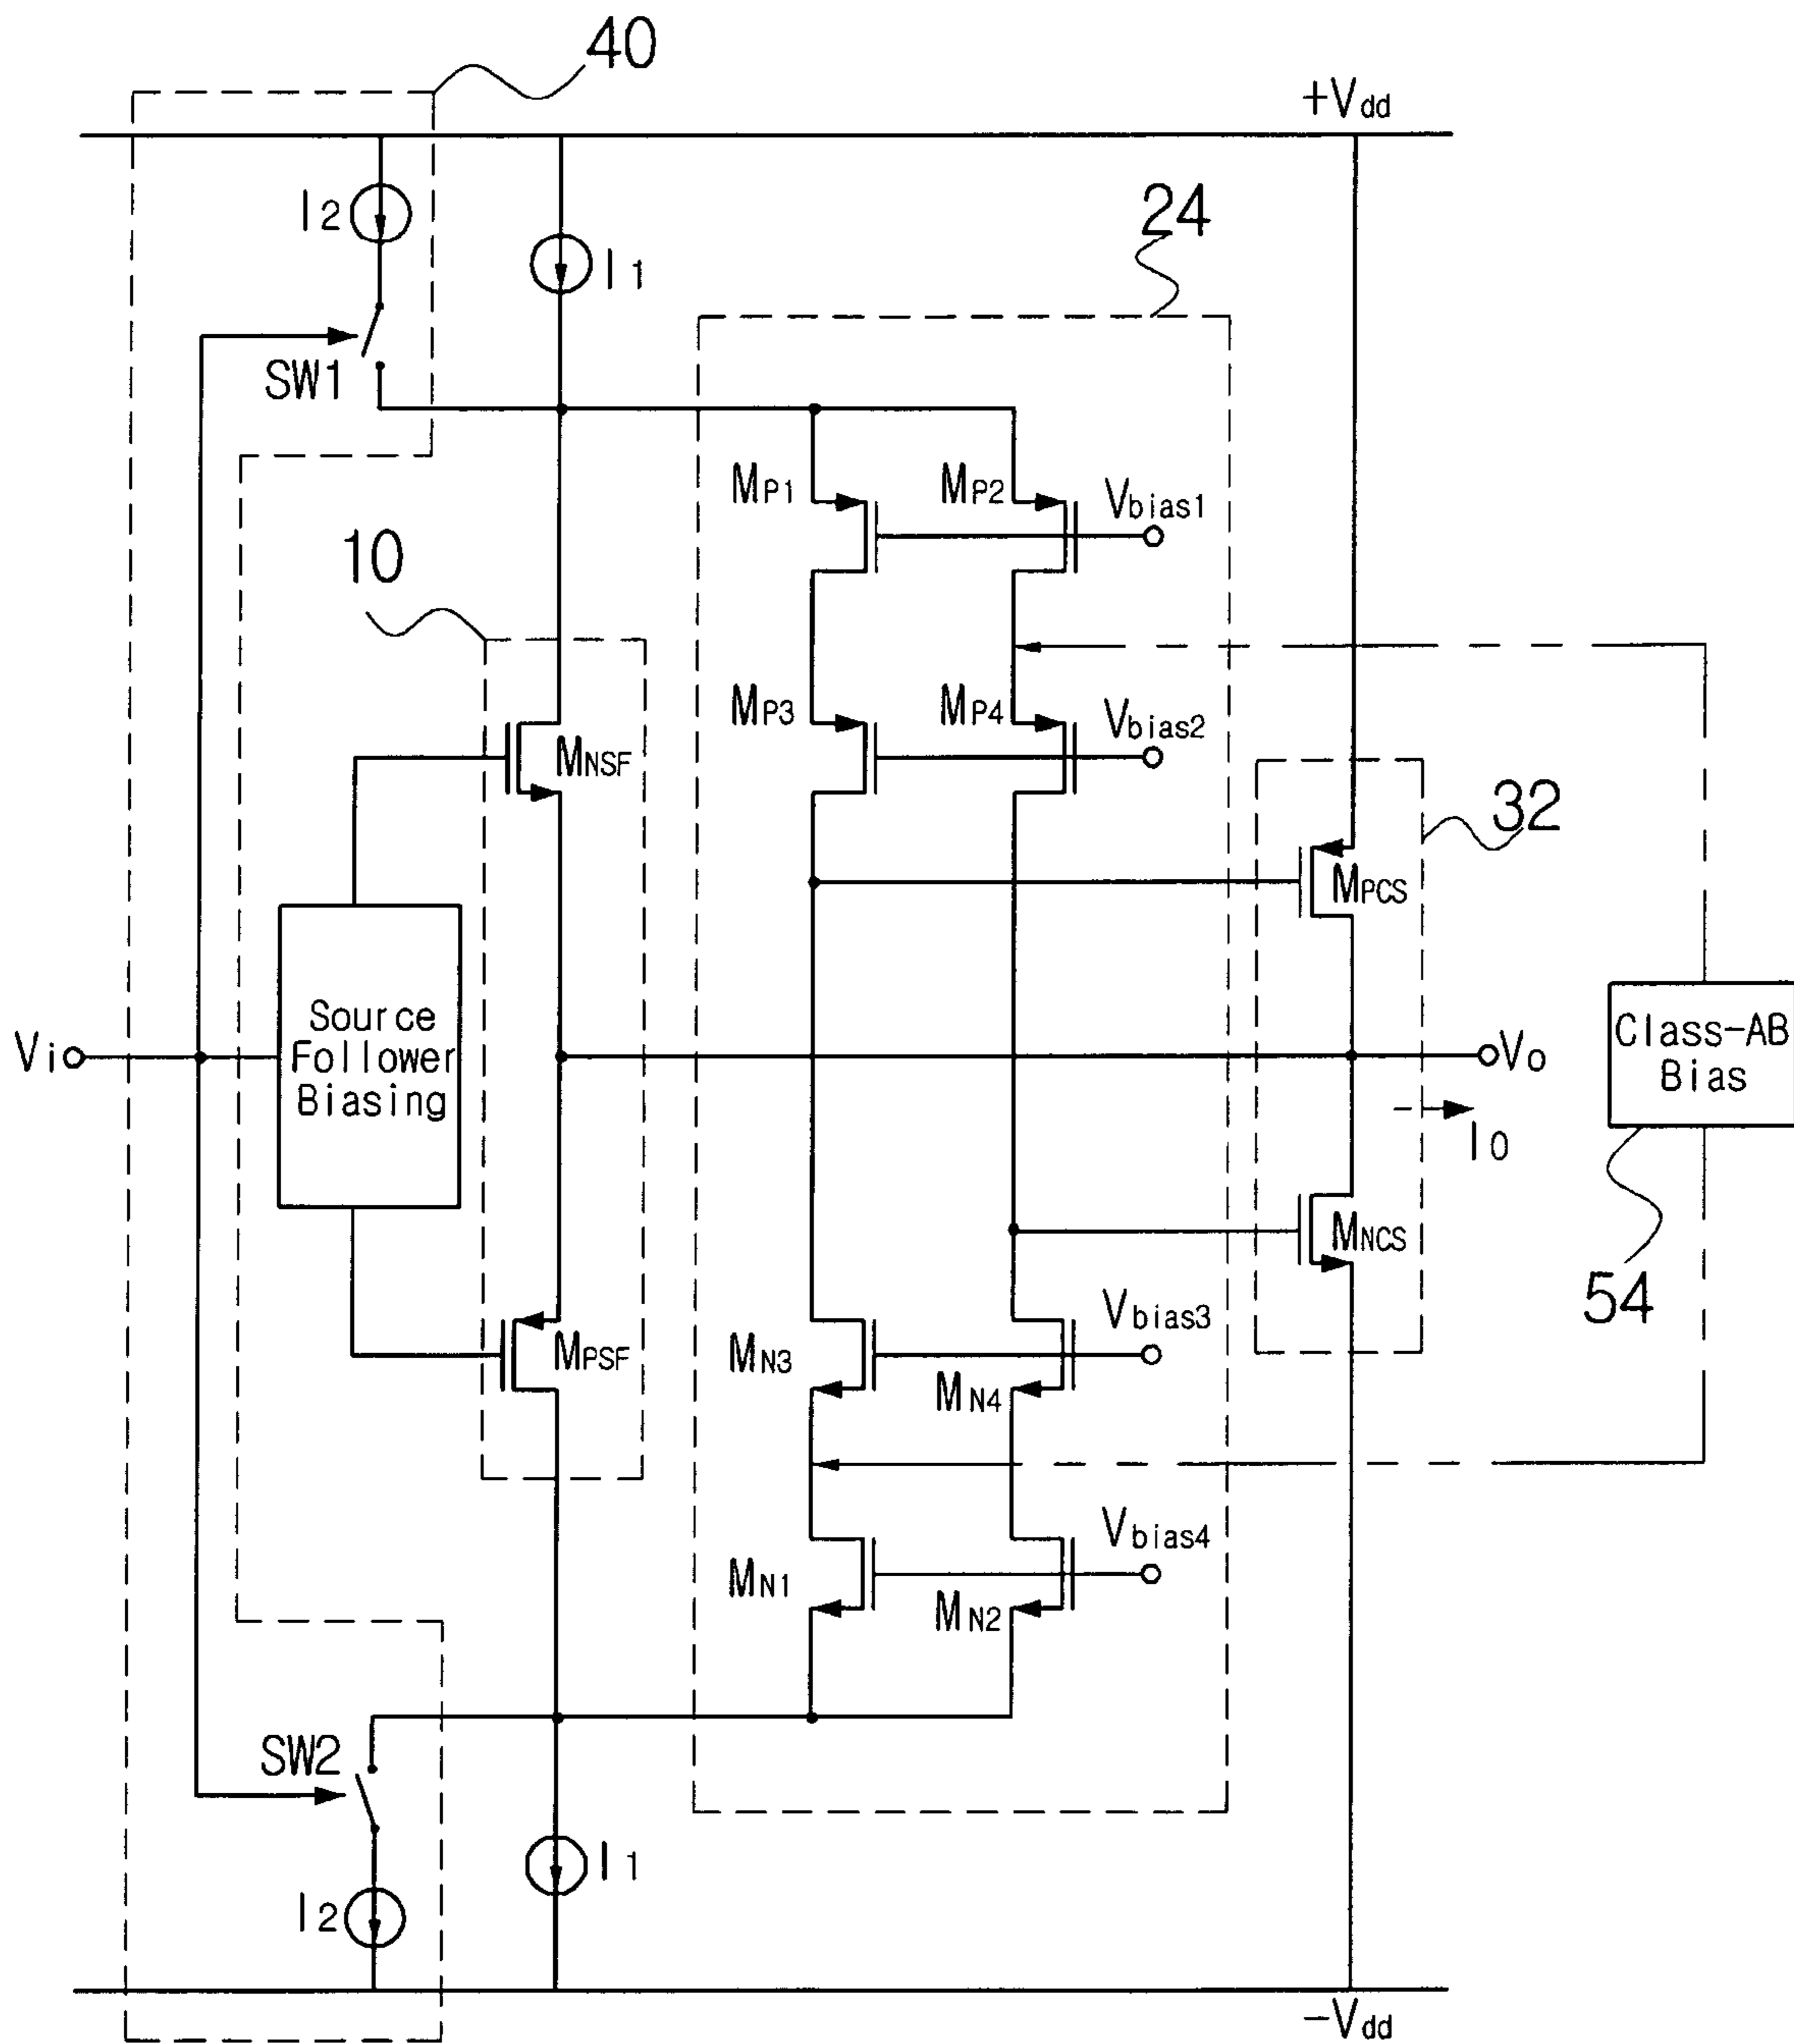 40
+Vdd
I2
24
I1
SW1
MP1
MP2
Vbias1
10
MP3
MP4
Vbias2
MNSF
32
MPCS
Source
Follower
Biasing
Vi
Vo
Class-AB
Bias
I0
MNCS
54
Vbias3
MPSF
MN3
MN4
Vbias4
MN1
MN2
SW2
I1
I2
-Vdd